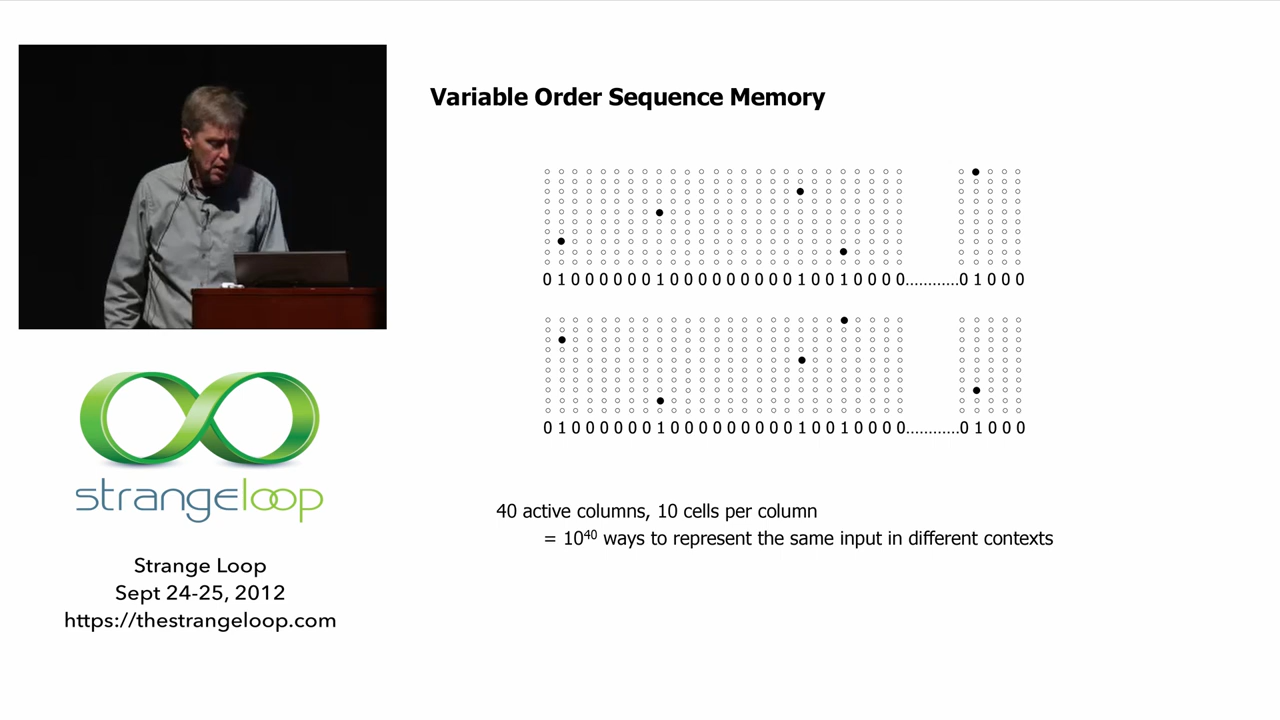 Variable Order Sequence Memory
0 1 0 0 0 0 0 0 1 0 0 0 0 0 0 0 0 0 1 0 0 1 0 0 0 0............0 1 0 0 0
0 1 0 0 0 0 0 0 1 0 0 0 0 0 0 0 0 0 1 0 0 1 0 0 0 0............0 1 0 0 0
40 active columns, 10 cells per column
= 10⁴⁰ ways to represent the same input in different contexts
strangeloop
Strange Loop
Sept 24-25, 2012
https://thestrangeloop.com